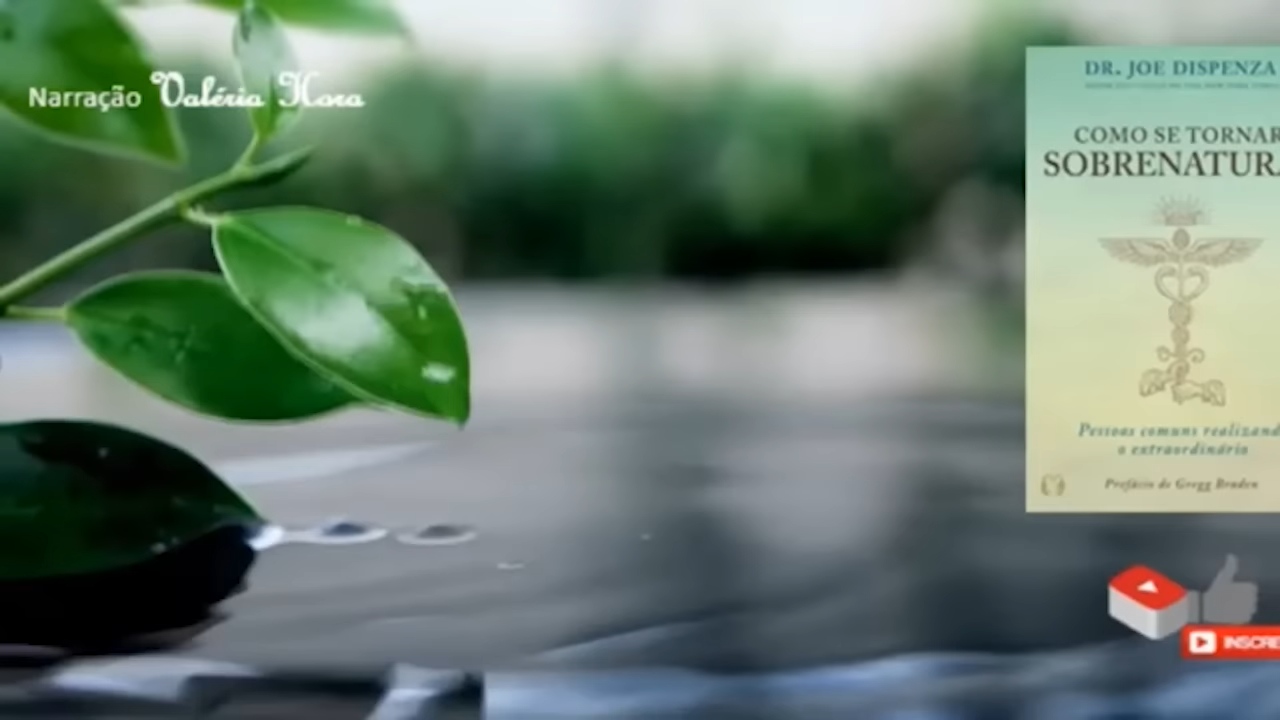 Narração Valéria Hora
DR. JOE DISPENZA
COMO SE TORNAR
SOBRENATURA
Pessoas comuns realizand
o extraordinário
Prefácio de Gregg Braden
INSCRE